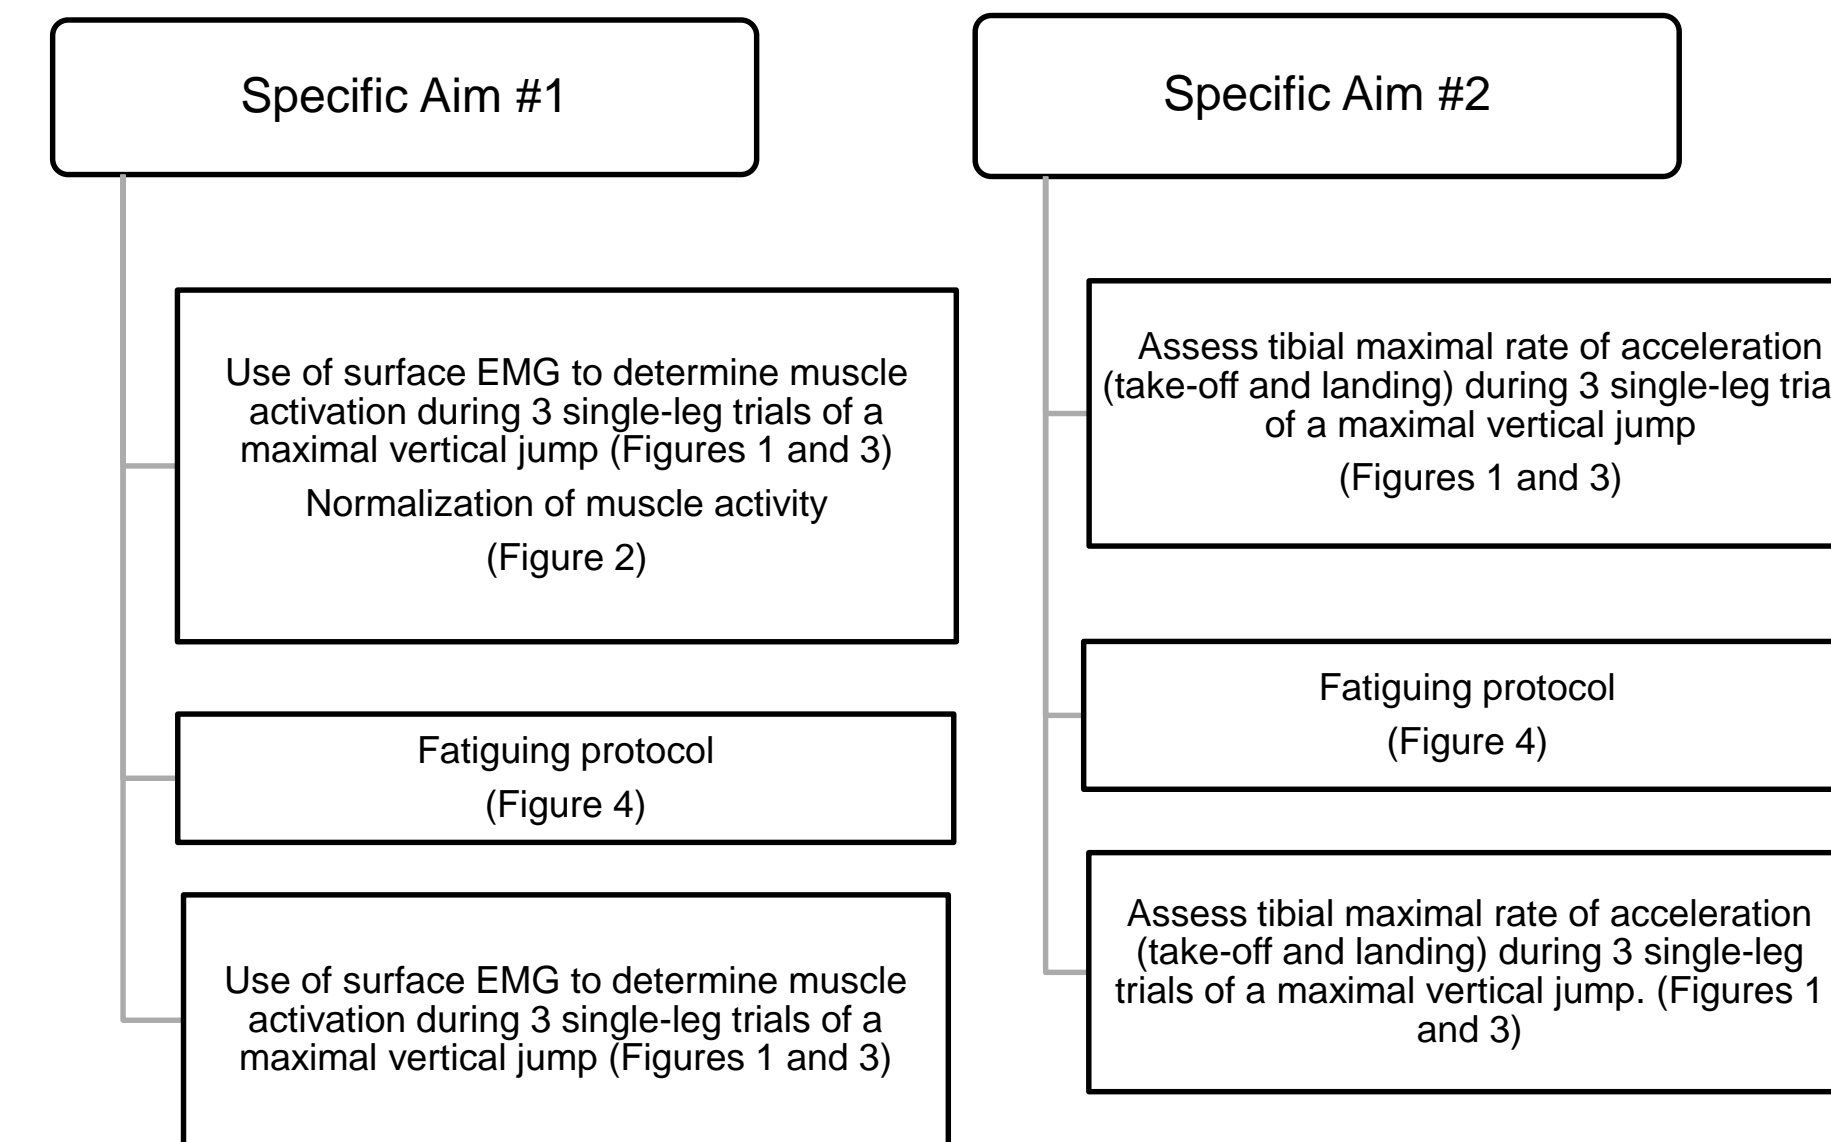 Specific Aim #1
Use of surface EMG to determine muscle
activation during 3 single-leg trials of a
maximal vertical jump (Figures 1 and 3)
Normalization of muscle activity
(Figure 2)
Fatiguing protocol
(Figure 4)
Use of surface EMG to determine muscle
activation during 3 single-leg trials of a
maximal vertical jump (Figures 1 and 3)
Specific Aim #2
Assess tibial maximal rate of acceleration
(take-off and landing) during 3 single-leg
of a maximal vertical jump
(Figures 1 and 3)
Fatiguing protocol
(Figure 4)
Assess tibial maximal rate of acceleration
(take-off and landing) during 3 single-leg
trials of a maximal vertical jump. (Figures 1
and 3)